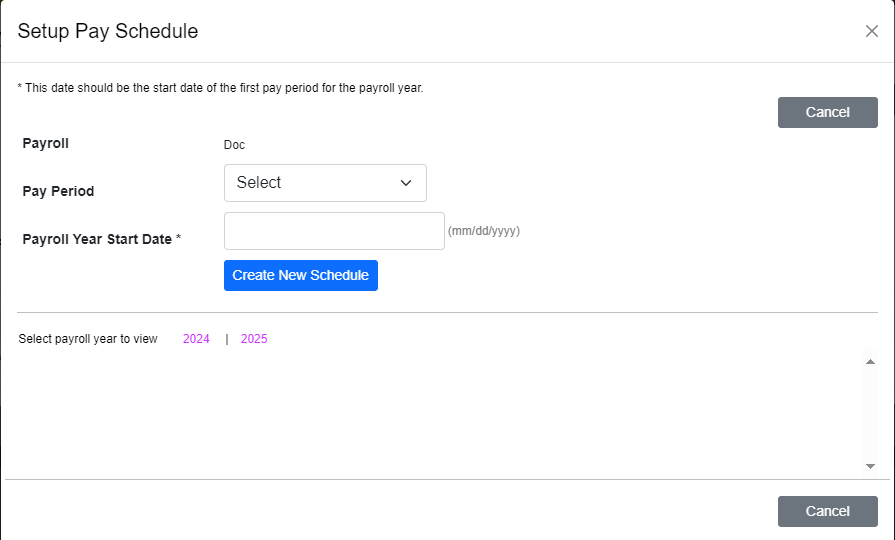 Setup Pay Schedule
* This date should be the start date of the first pay period for the payroll year.
Cancel
Payroll Doc
Pay Period Select
Payroll Year Start Date * (mm/dd/yyyy)
Create New Schedule
Select payroll year to view 2024 | 2025
Cancel